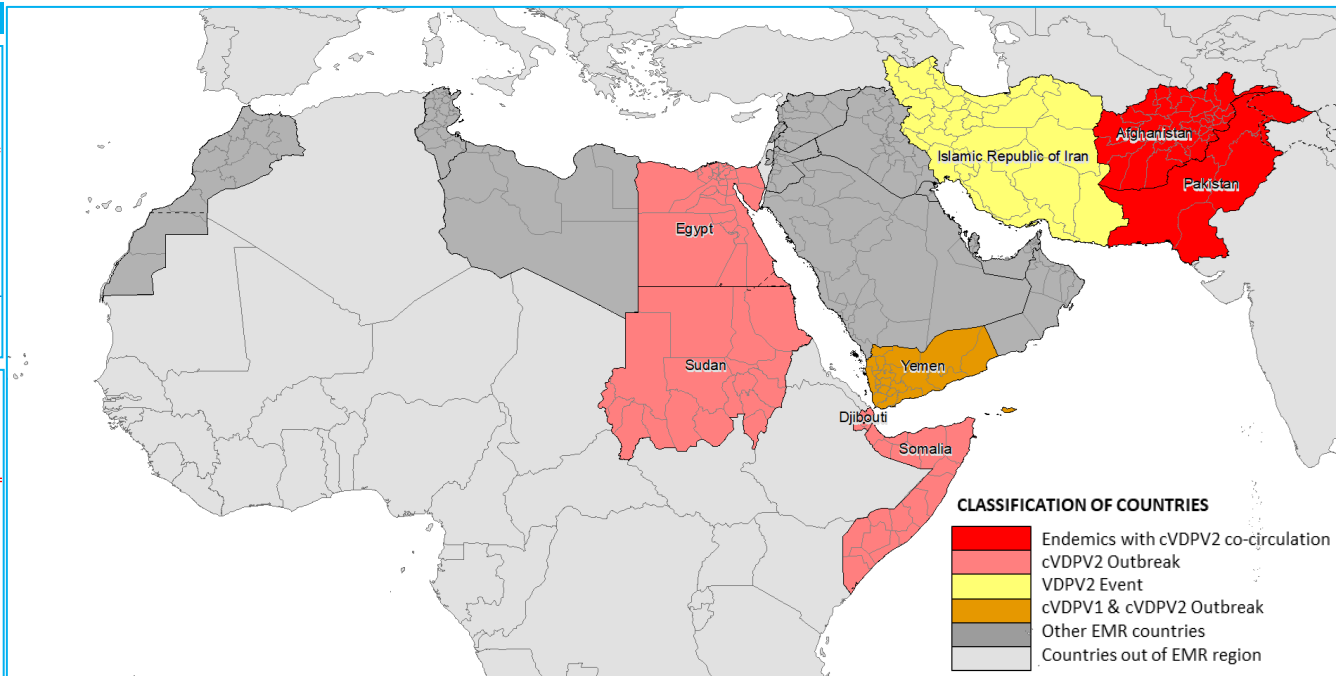 Afghanistan
Islamic Republic of Iran
Pakistan
Egypt
Sudan
Yemen
Djibouti
Somalia
CLASSIFICATION OF COUNTRIES
Endemics with cVDPV2 co-circulation
cVDPV2 Outbreak
VDPV2 Event
cVDPV1 & cVDPV2 Outbreak
Other EMR countries
Countries out of EMR region